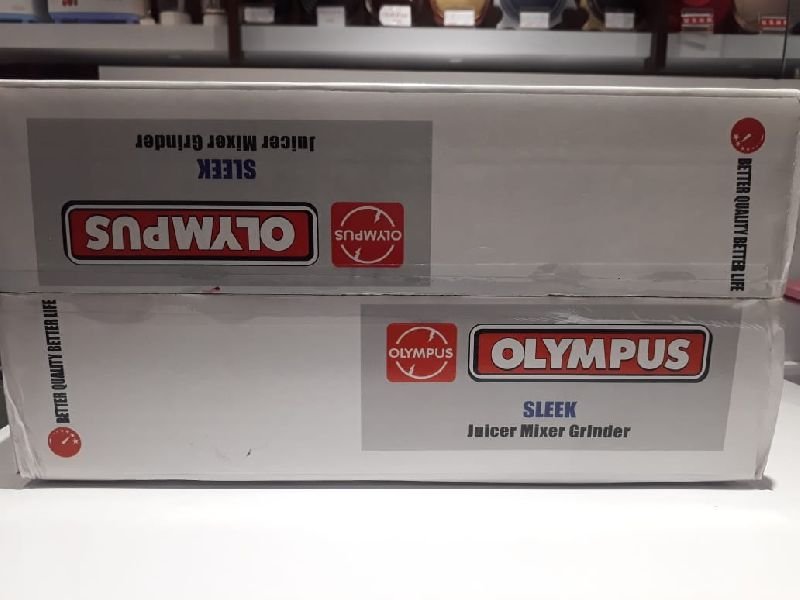 Juicer Mixer Grinder
SLEEK
OLYMPUS
OLYMPUS
BETTER QUALITY BETTER LIFE
BETTER QUALITY BETTER LIFE
OLYMPUS
OLYMPUS
SLEEK
Juicer Mixer Grinder